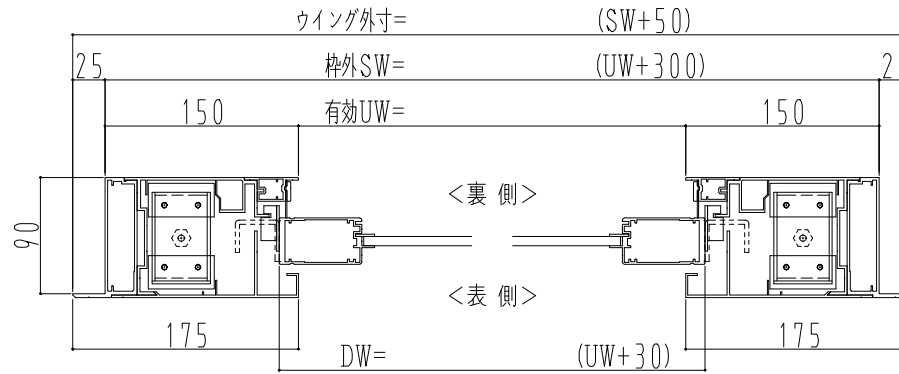 ウイング外寸= (SW+50)
25 枠外SW= (UW+300) 2
150 有効UW= 150
<裏 側>
90
<表 側>
175 175
DW= (UW+30)